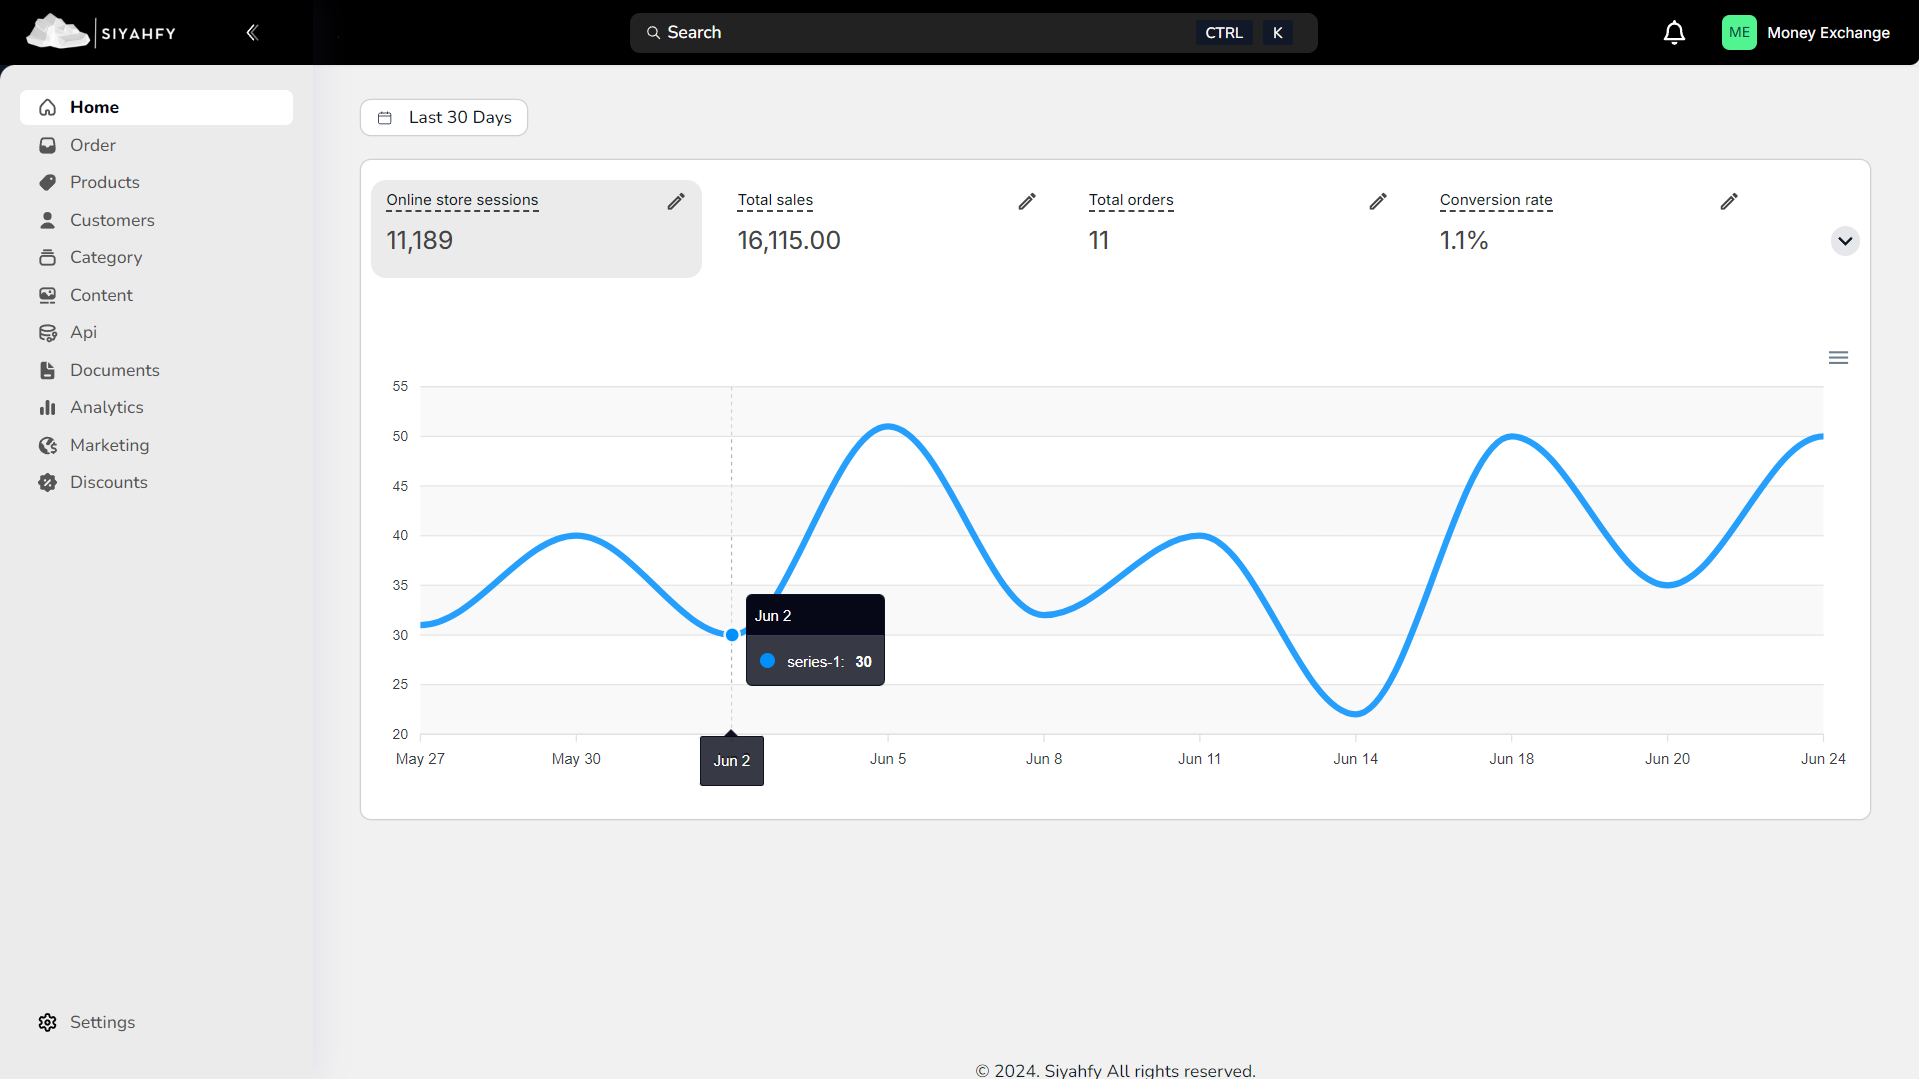 SIYAHFY
Search
CTRL K
ME Money Exchange
Home
Order
Products
Customers
Category
Content
Api
Documents
Analytics
Marketing
Discounts
Settings
Last 30 Days
Online store sessions
11,189
Total sales
16,115.00
Total orders
11
Conversion rate
1.1%
55
50
45
40
35
30
25
20
Jun 2
series-1: 30
May 27 May 30 Jun 2 Jun 5 Jun 8 Jun 11 Jun 14 Jun 18 Jun 20 Jun 24
© 2024. Siyahfy All rights reserved.